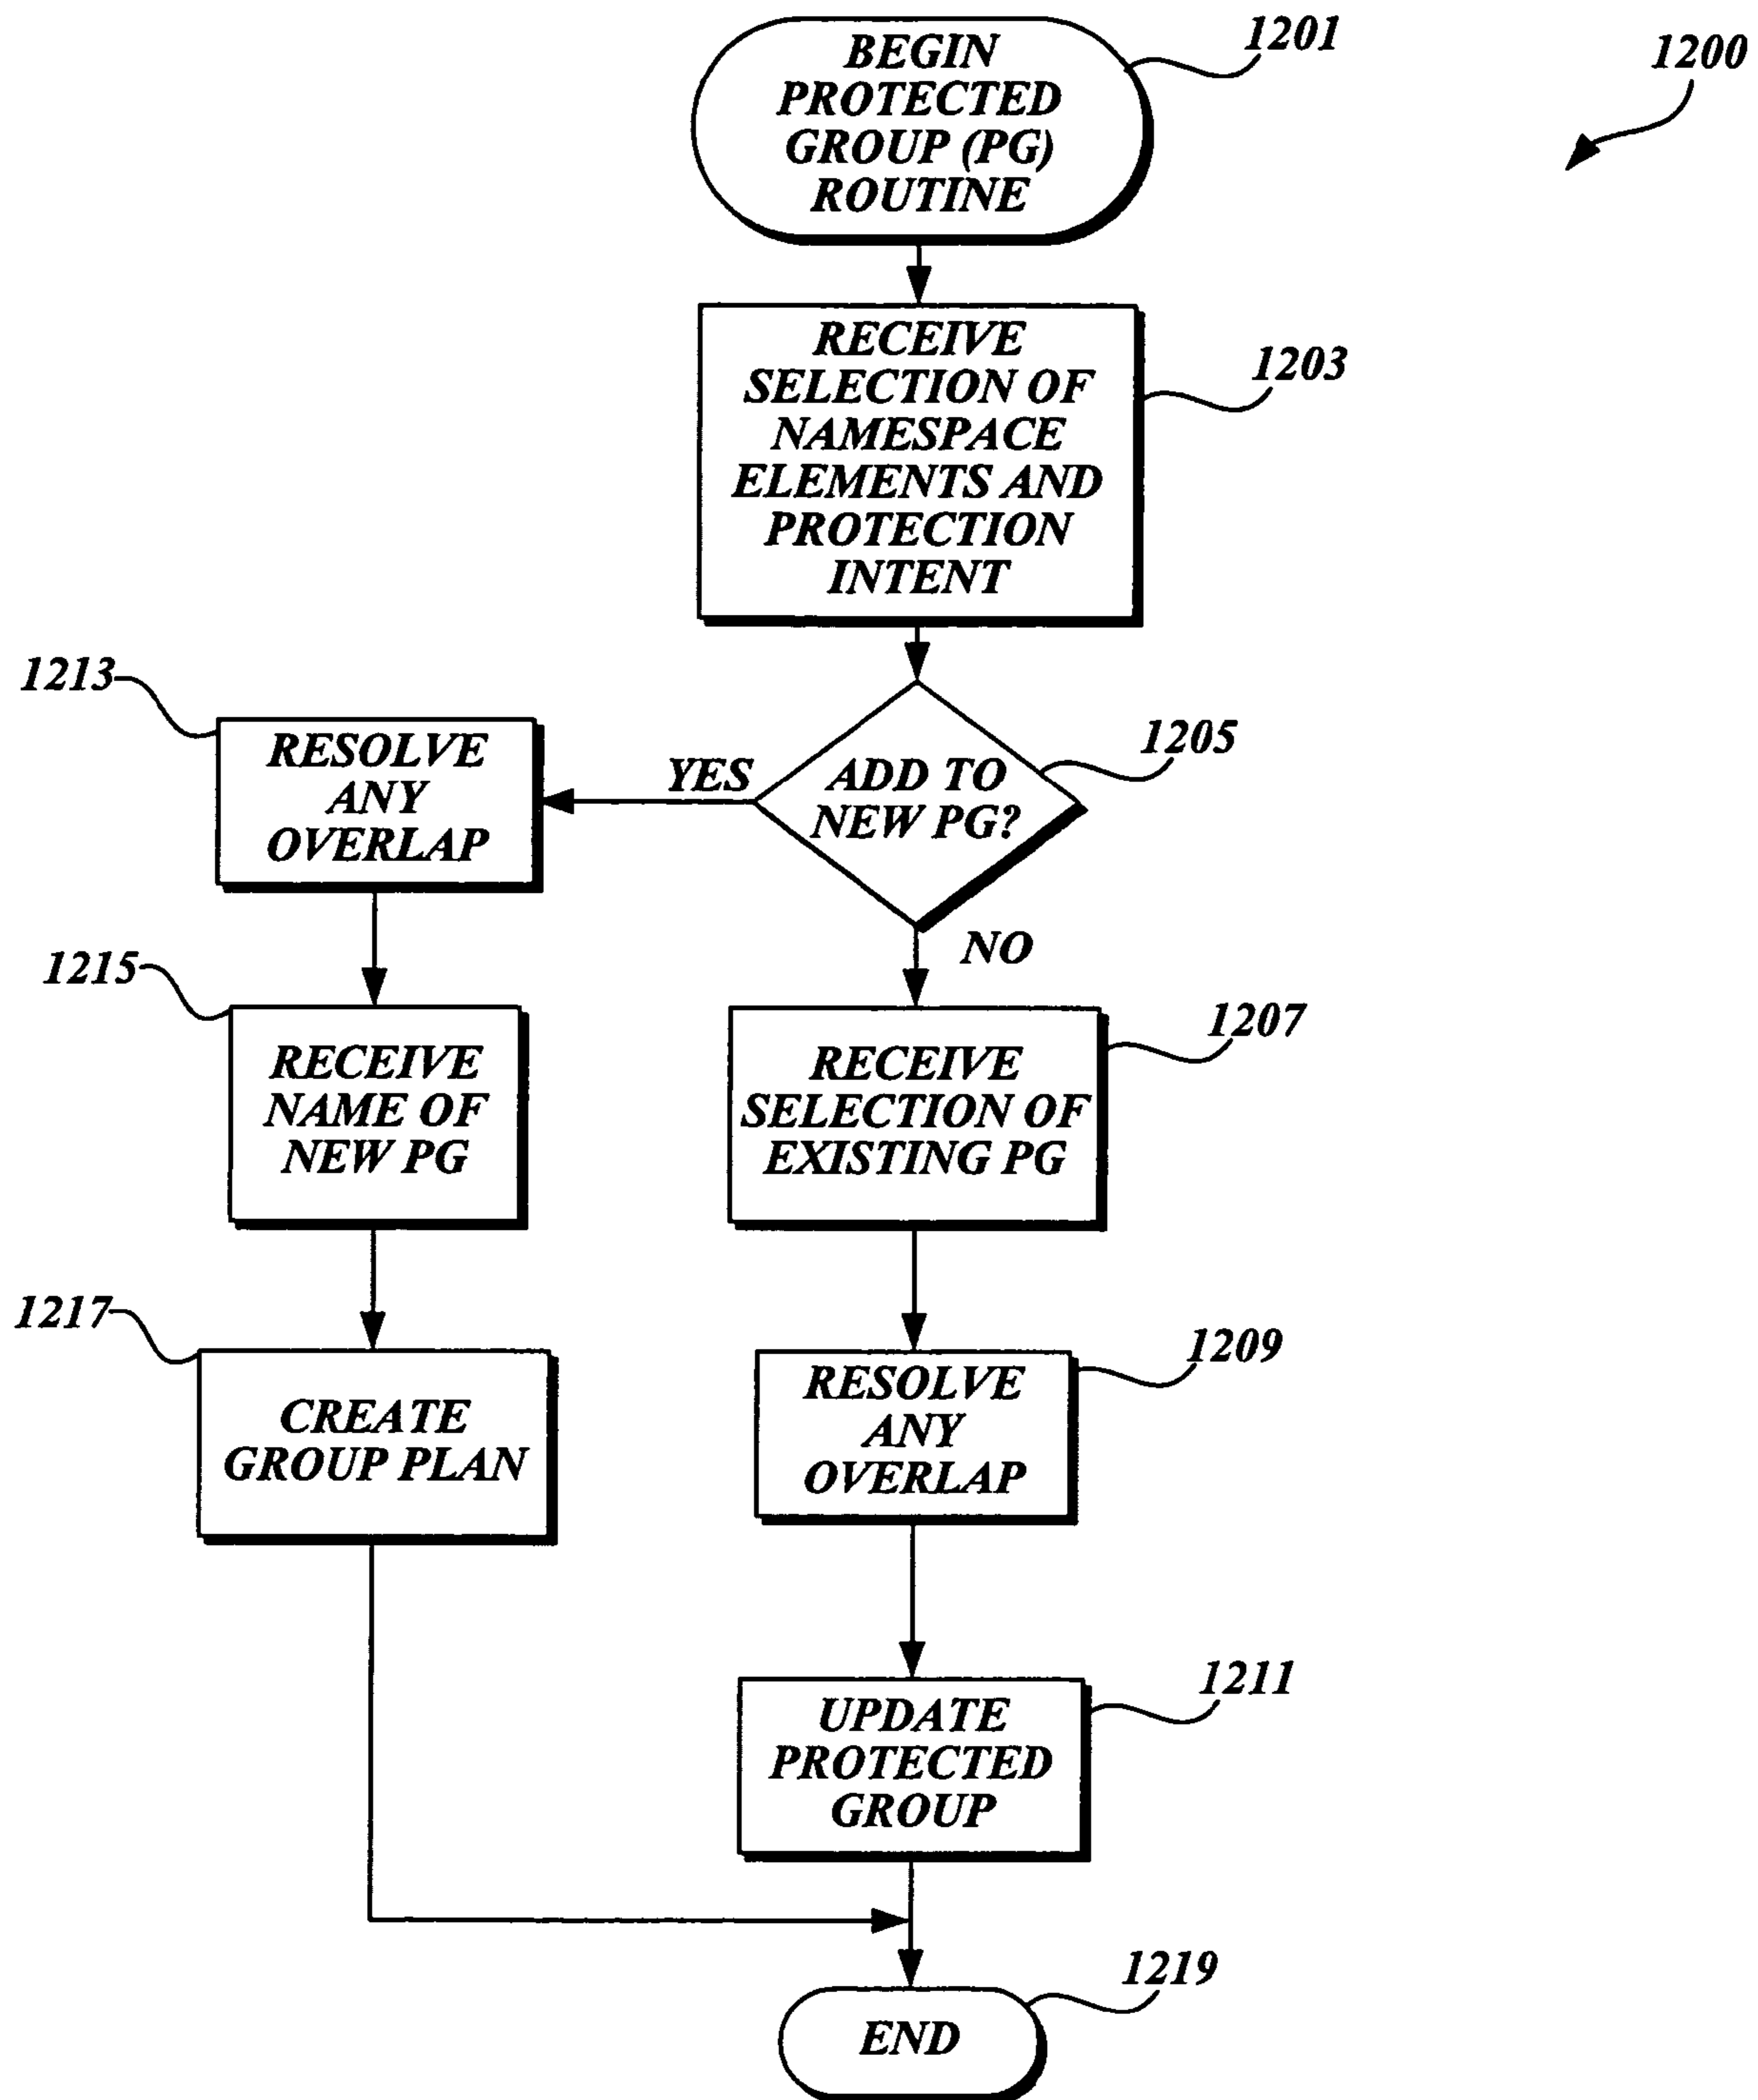 BEGIN
PROTECTED
GROUP (PG)
ROUTINE
1201
1200
RECEIVE
SELECTION OF
NAMESPACE
ELEMENTS AND
PROTECTION
INTENT
1203
ADD TO
NEW PG?
1205
YES
NO
1213
RESOLVE
ANY
OVERLAP
1215
RECEIVE
NAME OF
NEW PG
1217
CREATE
GROUP PLAN
RECEIVE
SELECTION OF
EXISTING PG
1207
RESOLVE
ANY
OVERLAP
1209
UPDATE
PROTECTED
GROUP
1211
END
1219